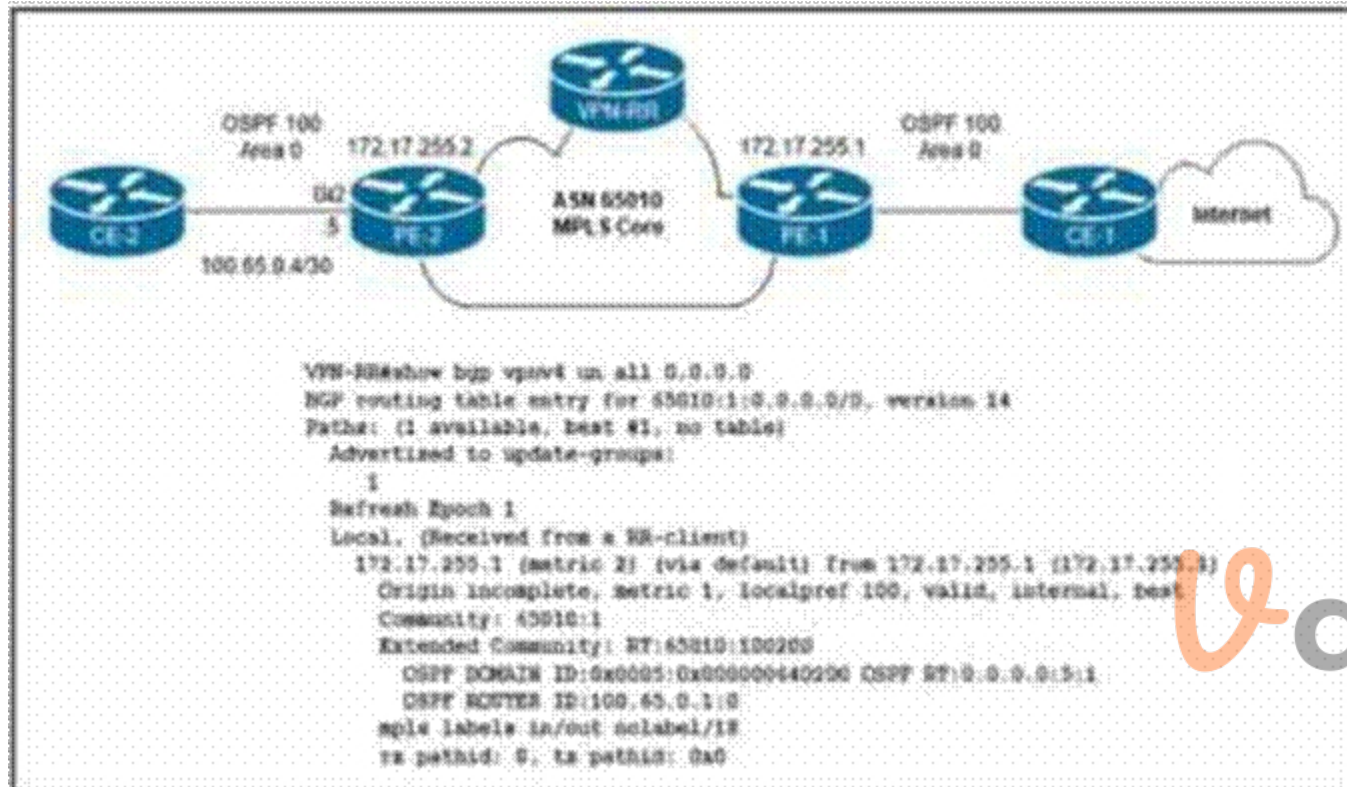 VPN-RR
OSPF 100
Area 0
172.17.255.2
172.17.255.1
OSPF 100
Area 0
ASN 65010
MPLS Core
Internet
CE-2
Gi2
.5
PE-2
PE-1
CE-1
100.65.0.4/30
VPN-RR#show bgp vpnv4 un all 0.0.0.0
BGP routing table entry for 65010:1:0.0.0.0/0, version 14
Paths: (1 available, best #1, no table)
Advertised to update-groups:
1
Refresh Epoch 1
Local, (Received from a RR-client)
172.17.255.1 (metric 2) (via default) from 172.17.255.1 (172.17.255.1)
Origin incomplete, metric 1, localpref 100, valid, internal, best
Community: 65010:1
Extended Community: RT:65010:100200
OSPF DOMAIN ID:0x0005:0x000000640200 OSPF RT:0.0.0.0:5:1
OSPF ROUTER ID:100.65.0.1:0
mpls labels in/out nolabel/18
rx pathid: 0, tx pathid: 0x0